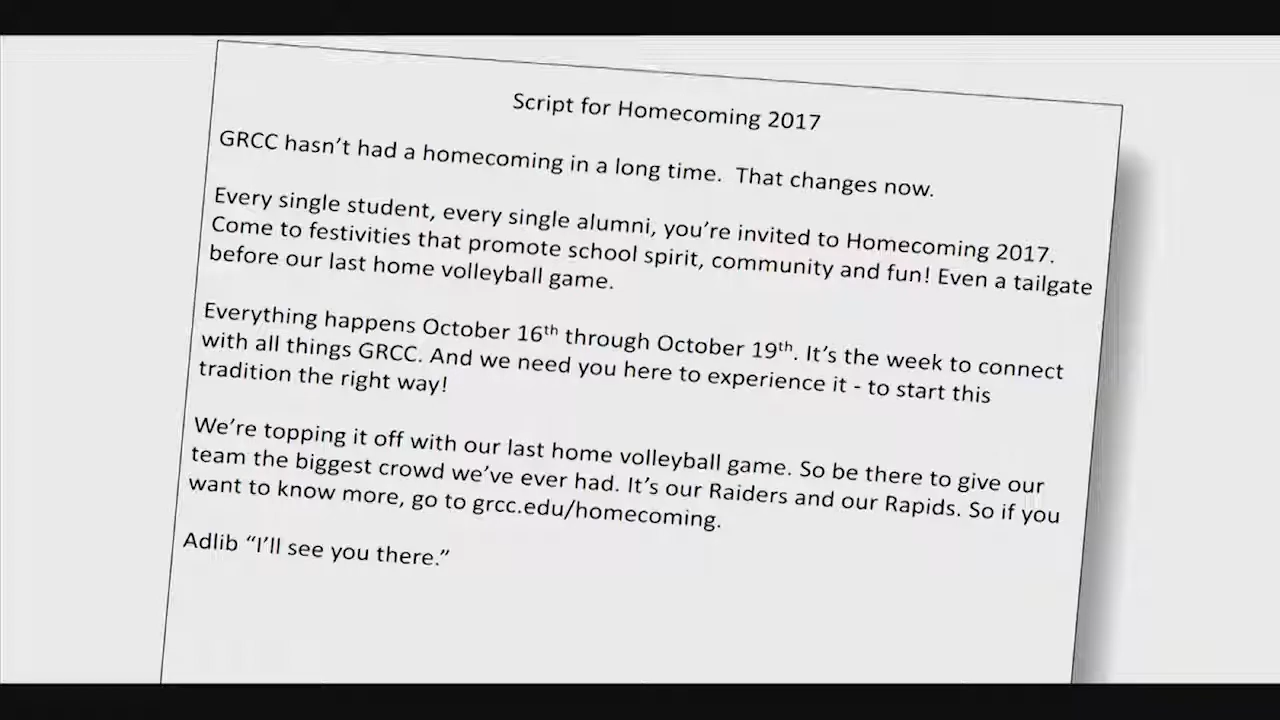 Script for Homecoming 2017
GRCC hasn't had a homecoming in a long time.  That changes now.
Every single student, every single alumni, you're invited to Homecoming 2017.
Come to festivities that promote school spirit, community and fun! Even a tailgate
before our last home volleyball game.
Everything happens October 16th through October 19th. It's the week to connect
with all things GRCC. And we need you here to experience it - to start this
tradition the right way!
We're topping it off with our last home volleyball game. So be there to give our
team the biggest crowd we've ever had. It's our Raiders and our Rapids. So if you
want to know more, go to grcc.edu/homecoming.
Adlib “I'll see you there.”